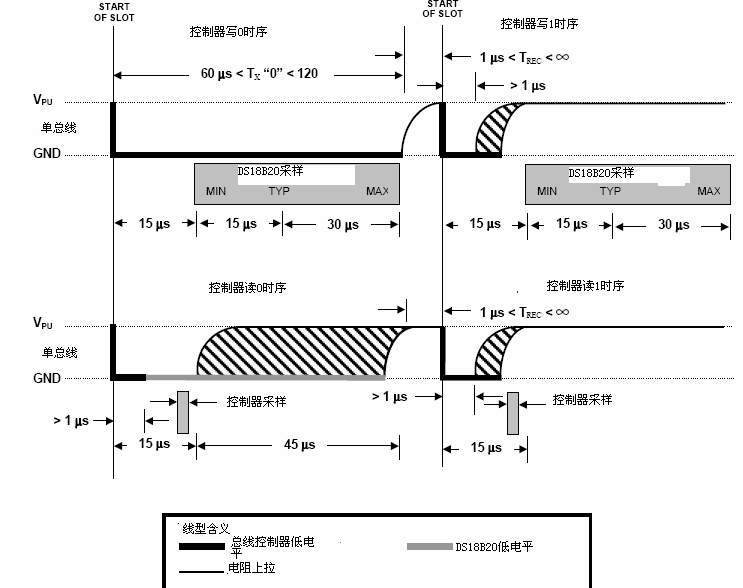 START
OF SLOT
START
OF SLOT
控制器写0时序
控制器写1时序
1 µs < TREC < ∞
60 µs < TX “0” < 120
> 1 µs
VPU
单总线
GND
DS18B20采样
MIN TYP MAX
DS18B20采样
MIN TYP MAX
15 µs
15 µs
30 µs
15 µs
15 µs
30 µs
控制器读0时序
控制器读1时序
1 µs < TREC < ∞
VPU
单总线
GND
> 1 µs
控制器采样
> 1 µs
控制器采样
15 µs
45 µs
15 µs
线型含义
总线控制器低电
平
DS18B20低电平
电阻上拉